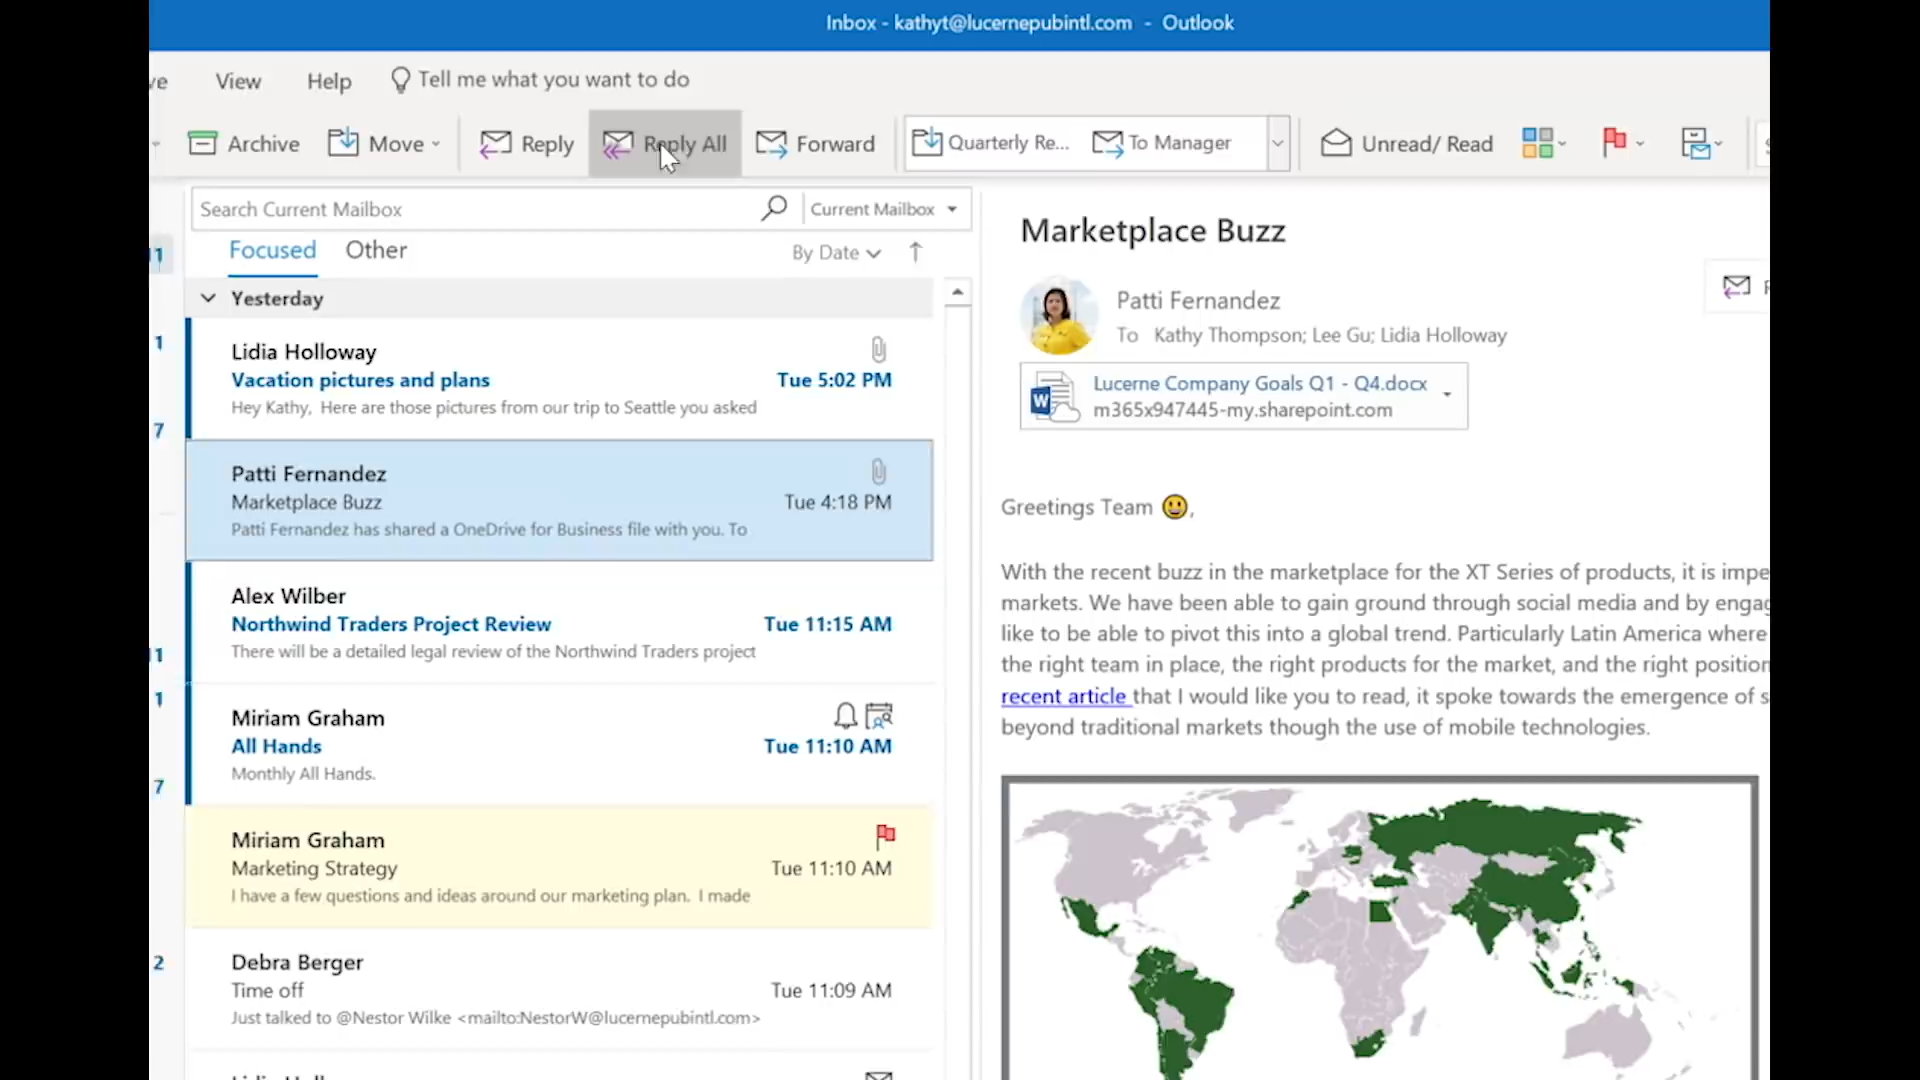 Inbox - kathyt@lucernepubintl.com - Outlook
ve View Help Tell me what you want to do
Archive Move Reply Reply All Forward Quarterly Re... To Manager Unread/ Read
Search Current Mailbox Current Mailbox
Focused Other By Date
Yesterday
Lidia Holloway
Vacation pictures and plans Tue 5:02 PM
Hey Kathy, Here are those pictures from our trip to Seattle you asked
Patti Fernandez
Marketplace Buzz Tue 4:18 PM
Patti Fernandez has shared a OneDrive for Business file with you. To
Alex Wilber
Northwind Traders Project Review Tue 11:15 AM
There will be a detailed legal review of the Northwind Traders project
Miriam Graham
All Hands Tue 11:10 AM
Monthly All Hands.
Miriam Graham
Marketing Strategy Tue 11:10 AM
I have a few questions and ideas around our marketing plan. I made
Debra Berger
Time off Tue 11:09 AM
Just talked to @Nestor Wilke <mailto:NestorW@lucernepubintl.com>
11
1
7
11
1
7
2
Marketplace Buzz
Patti Fernandez
To Kathy Thompson; Lee Gu; Lidia Holloway
Lucerne Company Goals Q1 - Q4.docx
m365x947445-my.sharepoint.com
Greetings Team 😀,
With the recent buzz in the marketplace for the XT Series of products, it is impe
markets. We have been able to gain ground through social media and by engag
like to be able to pivot this into a global trend. Particularly Latin America where
the right team in place, the right products for the market, and the right position
recent article that I would like you to read, it spoke towards the emergence of s
beyond traditional markets though the use of mobile technologies.